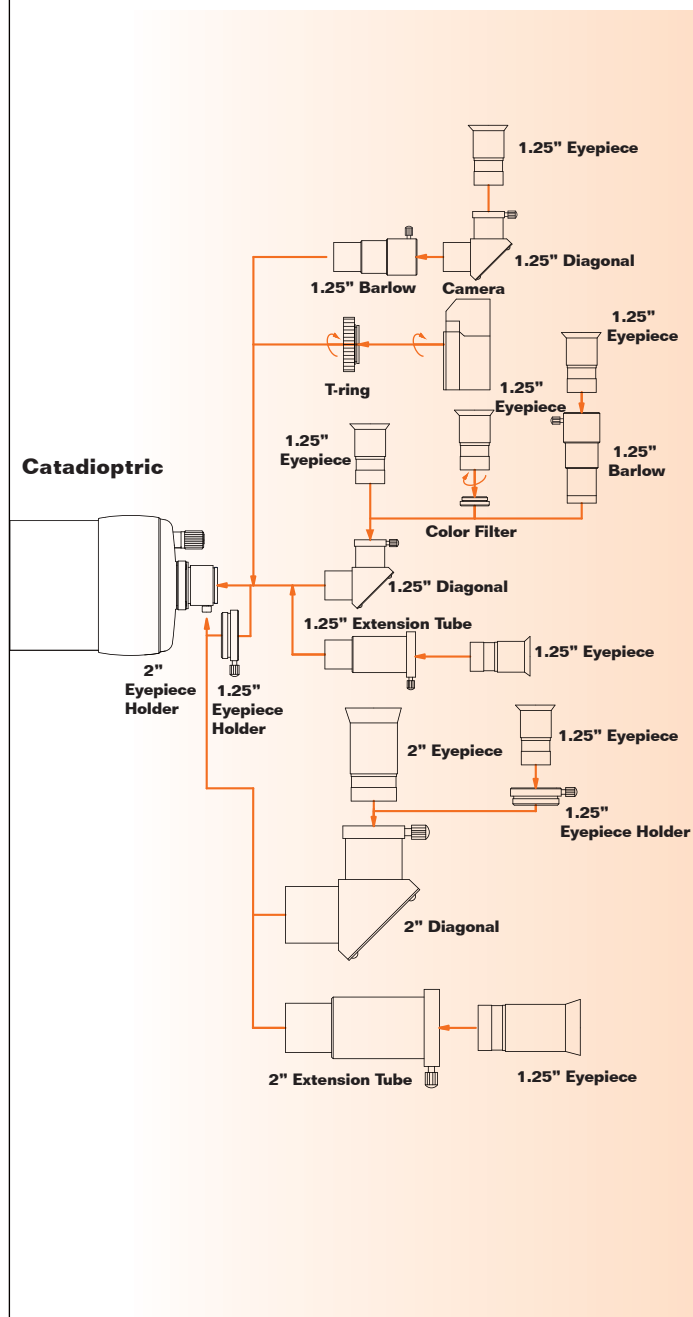 1.25” Eyepiece
1.25” Diagonal
1.25” Barlow
Camera
1.25”
Eyepiece
T-ring
1.25”
Eyepiece
1.25”
Eyepiece
1.25”
Barlow
Catadioptric
Color Filter
1.25” Diagonal
1.25” Extension Tube
1.25” Eyepiece
2”
Eyepiece
Holder
1.25”
Eyepiece
Holder
2” Eyepiece
1.25” Eyepiece
1.25”
Eyepiece Holder
2” Diagonal
2” Extension Tube
1.25” Eyepiece